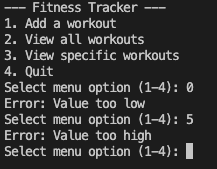 --- Fitness Tracker ---
1. Add a workout
2. View all workouts
3. View specific workouts
4. Quit
Select menu option (1-4): 0
Error: Value too low
Select menu option (1-4): 5
Error: Value too high
Select menu option (1-4):